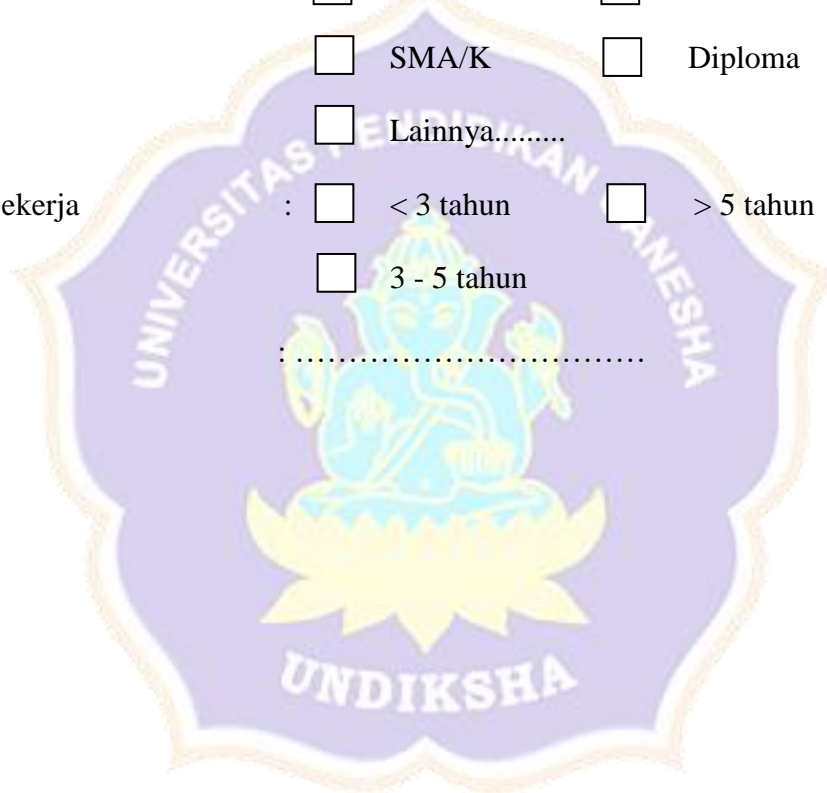 SMA/K Diploma
Lainnya.........
ekerja : < 3 tahun > 5 tahun
3 - 5 tahun
: .................................
UNIVERSITAS PENDIDIKAN GANESHA
UNDIKSHA